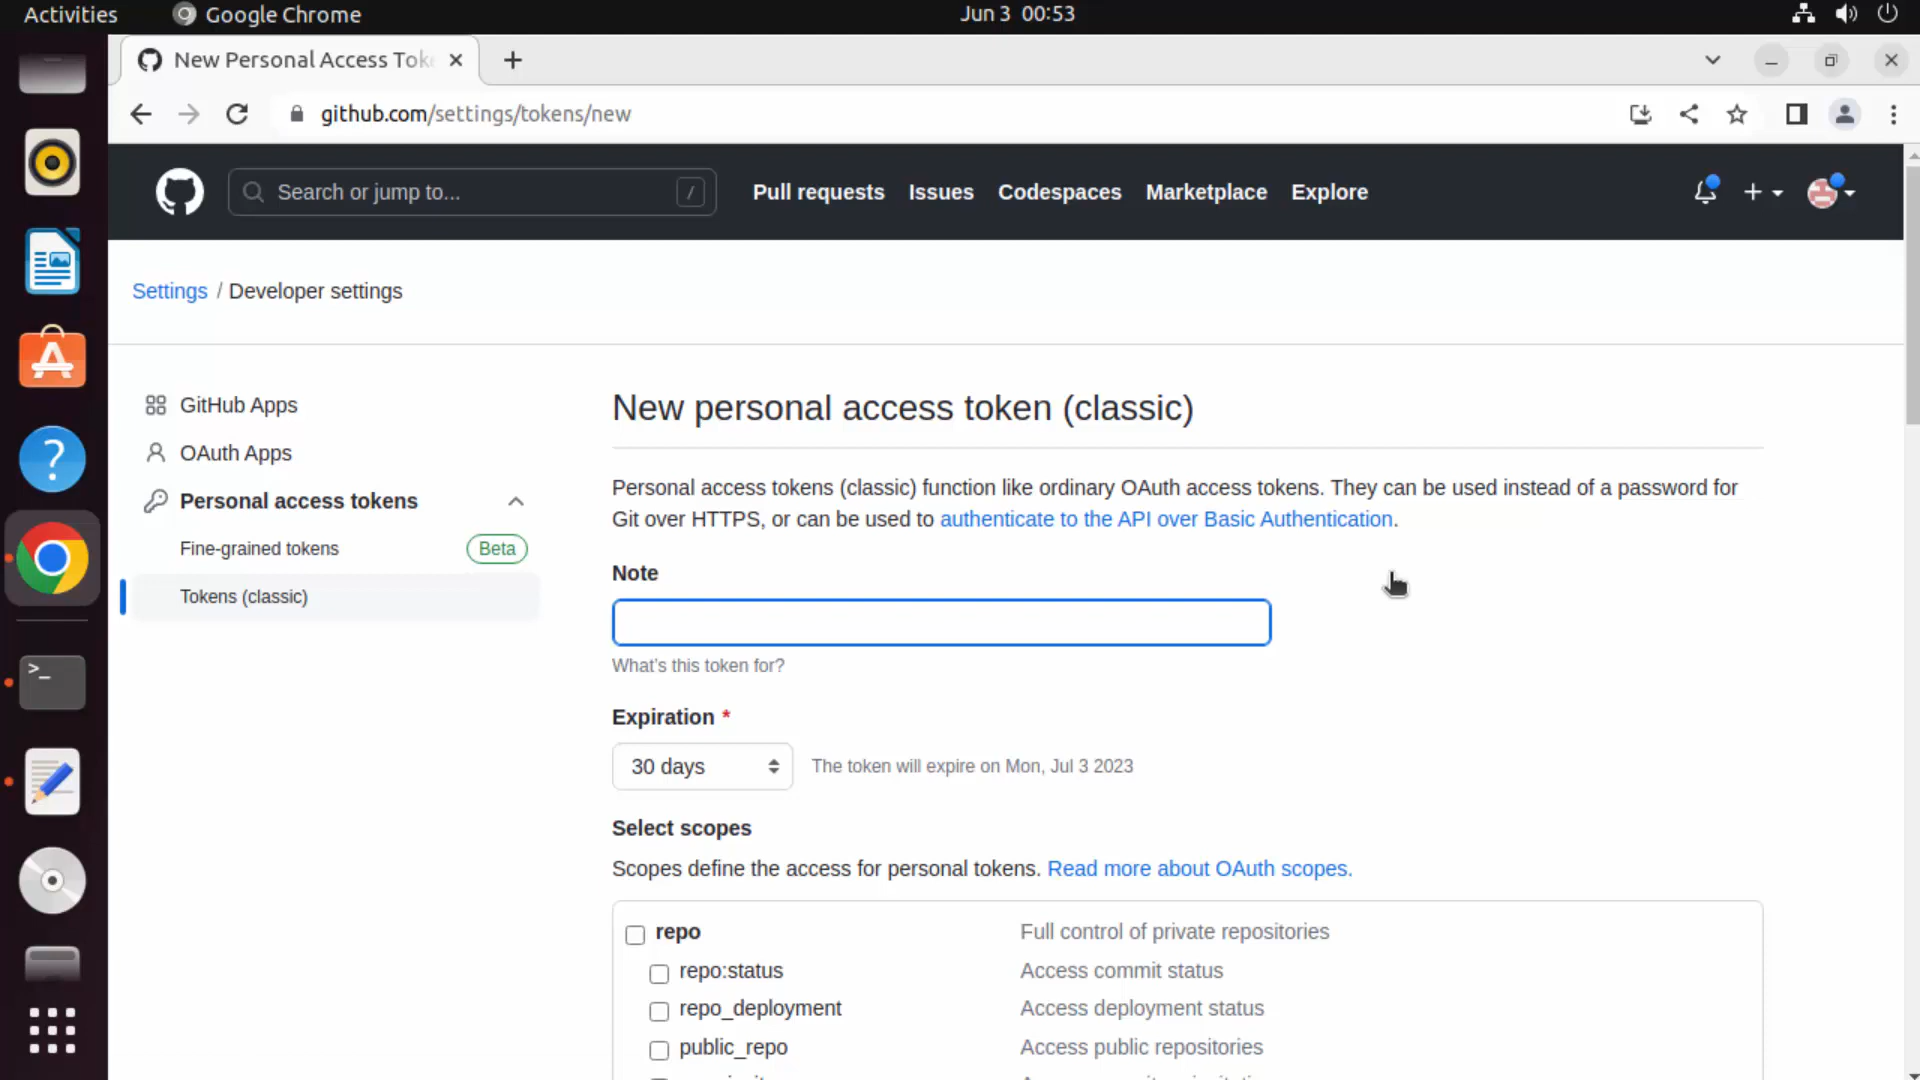 Activities
Google Chrome
Jun 3 00:53
New Personal Access Tok
github.com/settings/tokens/new
Search or jump to...
/
Pull requests
Issues
Codespaces
Marketplace
Explore
Settings / Developer settings
GitHub Apps
OAuth Apps
Personal access tokens
Fine-grained tokens
Beta
Tokens (classic)
New personal access token (classic)
Personal access tokens (classic) function like ordinary OAuth access tokens. They can be used instead of a password for
Git over HTTPS, or can be used to authenticate to the API over Basic Authentication.
Note
What's this token for?
Expiration *
30 days
The token will expire on Mon, Jul 3 2023
Select scopes
Scopes define the access for personal tokens. Read more about OAuth scopes.
repo
Full control of private repositories
repo:status
Access commit status
repo_deployment
Access deployment status
public_repo
Access public repositories